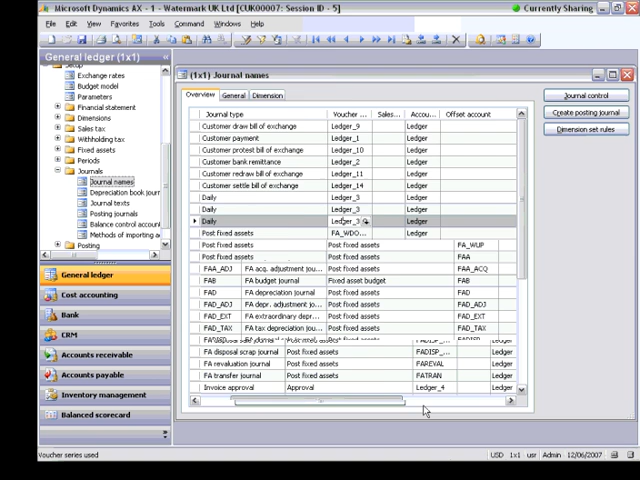 Microsoft Dynamics AX - 1 - Watermark UK Ltd [CUK00007: Session ID - 5]
Currently Sharing
File Edit View Favorites Tools Command Windows Help
General ledger (1x1)
Setup
Exchange rates
Budget model
Parameters
Financial statement
Dimensions
Sales tax
Withholding tax
Fixed assets
Periods
Journals
Journal names
Depreciation book journ
Journal texts
Posting journals
Balance control accoun
Methods of importing a
Posting
General ledger
Cost accounting
Bank
CRM
Accounts receivable
Accounts payable
Inventory management
Balanced scorecard
(1x1) Journal names
Overview General Dimension
Journal type Voucher ... Sales... Accou... Offset account
Customer draw bill of exchange Ledger_9 Ledger
Customer payment Ledger_1 Ledger
Customer protest bill of exchange Ledger_10 Ledger
Customer bank remittance Ledger_2 Ledger
Customer redraw bill of exchange Ledger_11 Ledger
Customer settle bill of exchange Ledger_14 Ledger
Daily Ledger_3 Ledger
Daily Ledger_3 Ledger
Daily Ledger_3 Ledger
Post fixed assets FA_WDO... Ledger
Post fixed assets Post fixed assets FA_WUP
Post fixed assets Post fixed assets FAA
FAA_ADJ FA acq. adjustment jou... Post fixed assets FAA_ACQ
FAB FA budget journal Fixed asset budget FAB
FAD FA depreciation journal Post fixed assets FAD
FAD_ADJ FA depr. adjustment jo... Post fixed assets FAD_ADJ
FAD_EXT FA extraordinary depr... Post fixed assets FAD_EXT
FAD_TAX FA tax depreciation jou... Post fixed assets FAD_TAX
FA disposal scrap journal Post fixed assets FADISP_... Ledger
FA revaluation journal Post fixed assets FAREVAL Ledger
FA transfer journal Post fixed assets FATRAN Ledger
Invoice approval Approval Ledger_4 Ledger
Journal control
Create posting journal
Dimension set rules
Voucher series used
USD 1x1 usr Admin 12/06/2007